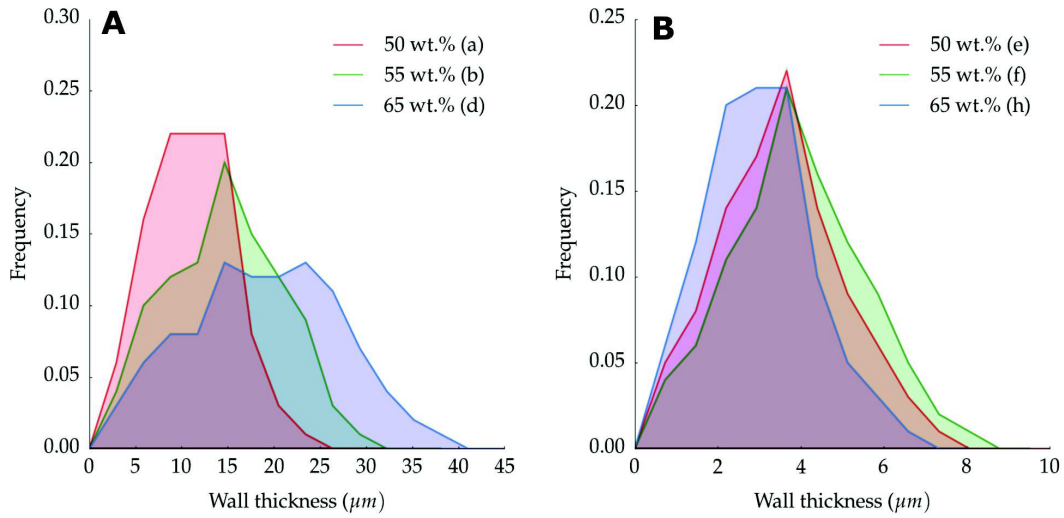 A
0.30
0.25
0.20
0.15
0.10
0.05
0.00
Frequency
50 wt.% (a)
55 wt.% (b)
65 wt.% (d)
0 5 10 15 20 25 30 35 40 45
Wall thickness (μm)
B
0.25
0.20
0.15
0.10
0.05
0.00
Frequency
50 wt.% (e)
55 wt.% (f)
65 wt.% (h)
0 2 4 6 8 10
Wall thickness (μm)